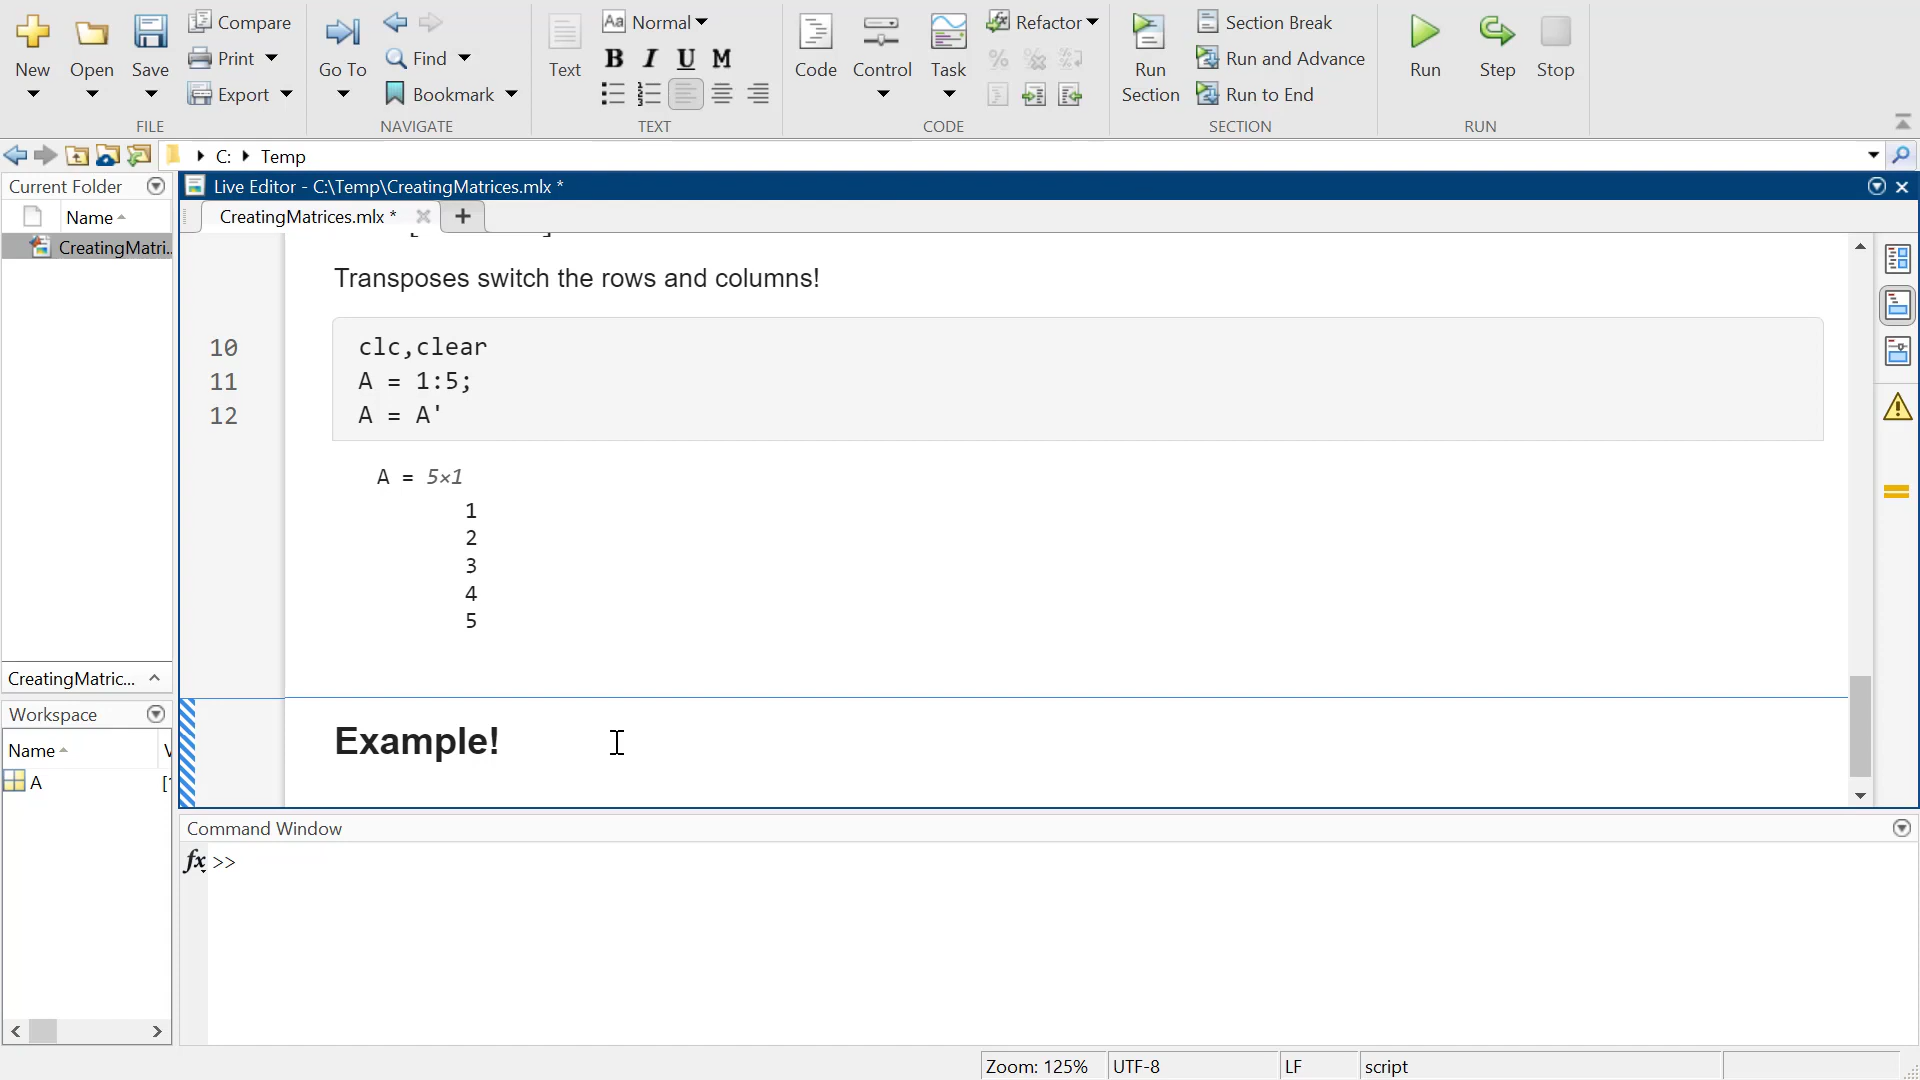 New
Open
Save
Compare
Print
Export
FILE
Go To
Find
Bookmark
NAVIGATE
Text
Aa Normal
B I U M
TEXT
Code
Control
Task
Refactor
CODE
Run
Section
Section Break
Run and Advance
Run to End
SECTION
Run
Step
Stop
RUN
C: Temp
Current Folder
Name
CreatingMatri...
Live Editor - C:\Temp\CreatingMatrices.mlx *
CreatingMatrices.mlx *
Transposes switch the rows and columns!
10 clc,clear
11 A = 1:5;
12 A = A'
A = 5×1
1
2
3
4
5
Example!
CreatingMatric...
Workspace
Name
A
Command Window
fx >>
Zoom: 125%
UTF-8
LF
script